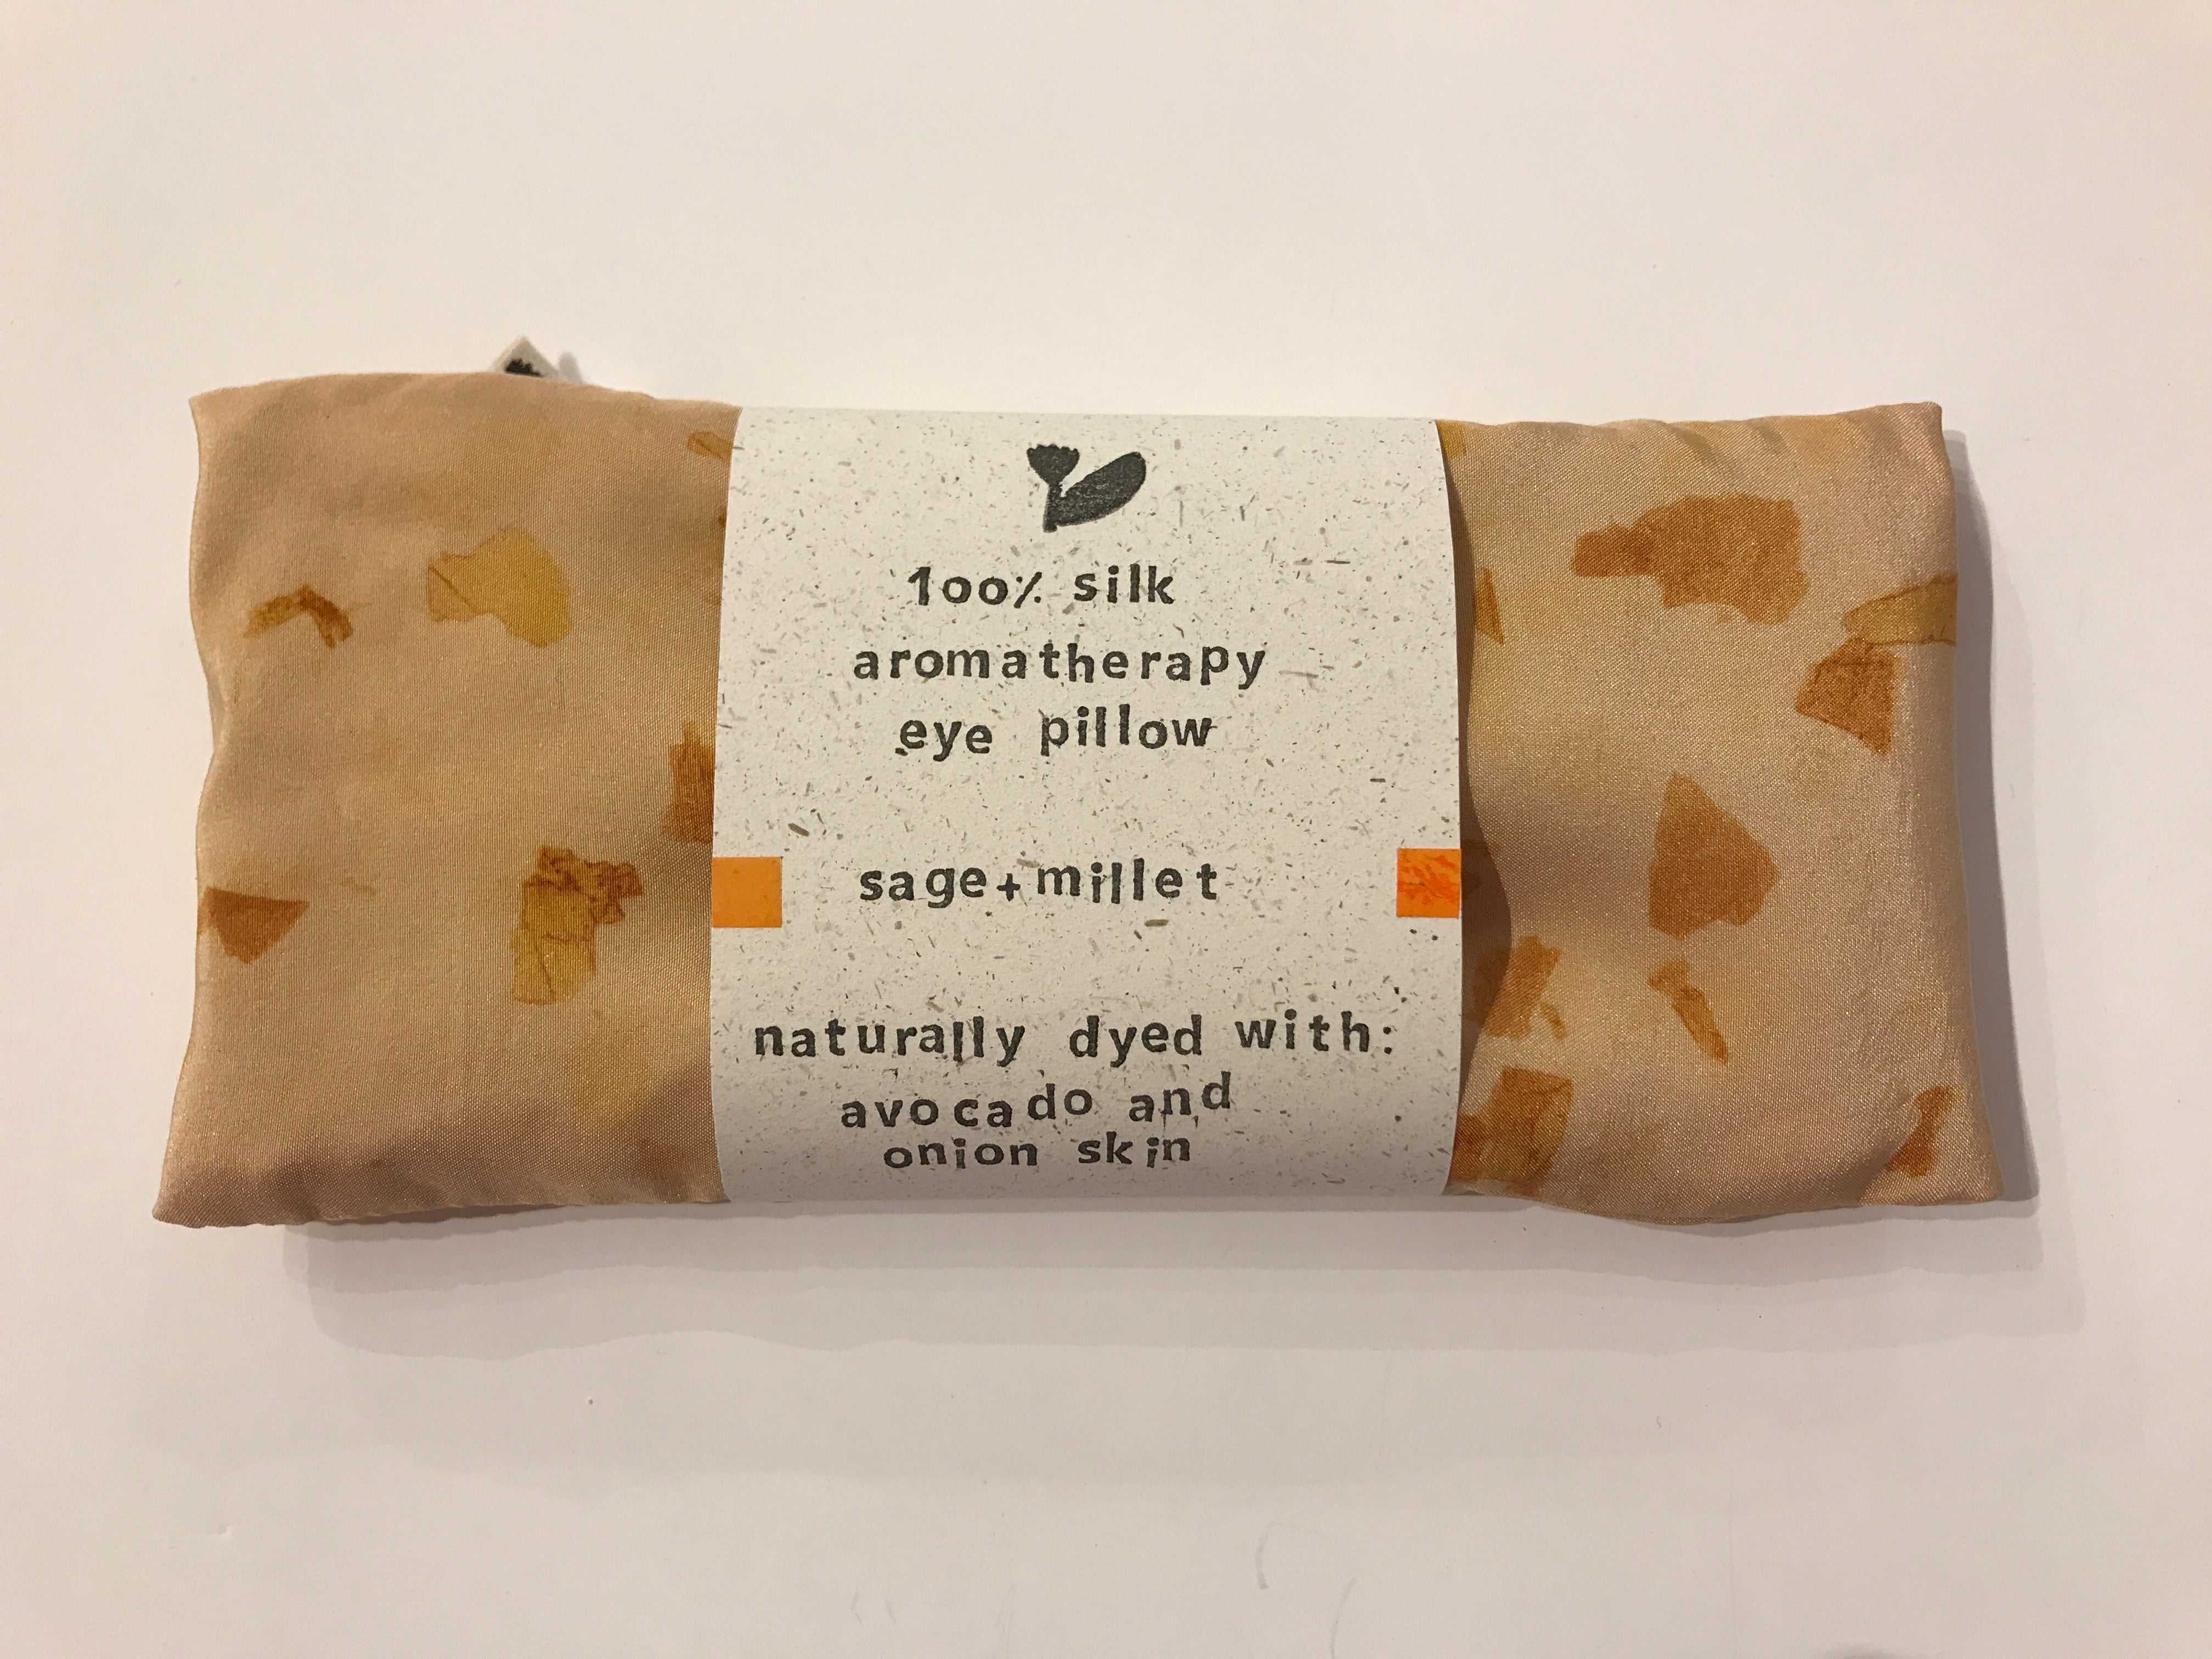 100% silk
aromatherapy
eye pillow
sage+millet
naturally dyed with:
avocado and
onion skin